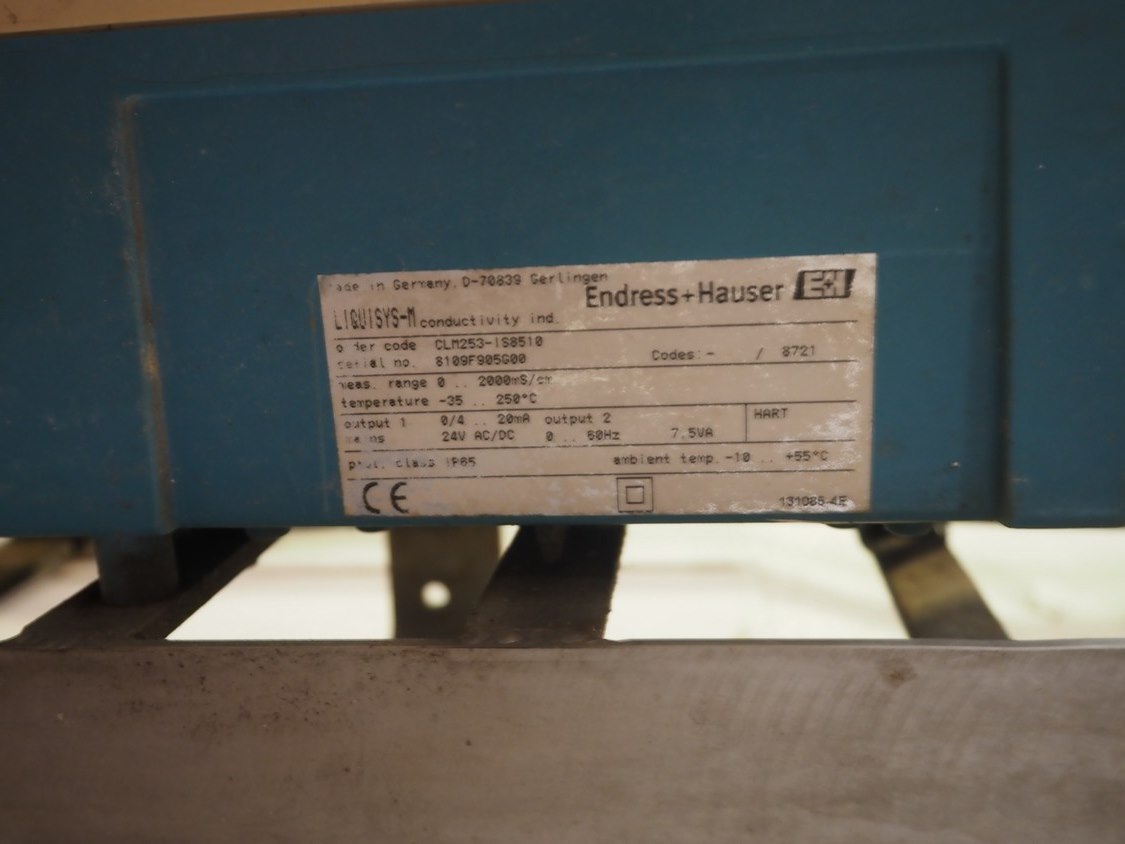 ade in Germany, D-70839 Gerlingen
Endress+Hauser E+H
LIQUISYS-M conductivity ind.
order code CLM253-IS8510
serial no. 8109F905G00 Codes:- / 8721
meas. range 0 .. 2000mS/cm
temperature -35 .. 250°C
output 1 0/4 .. 20mA output 2 HART
mains 24V AC/DC 0 .. 60Hz 7.5VA
prot. class IP65 ambient temp. -10 .. +55°C
CE 131085-4E